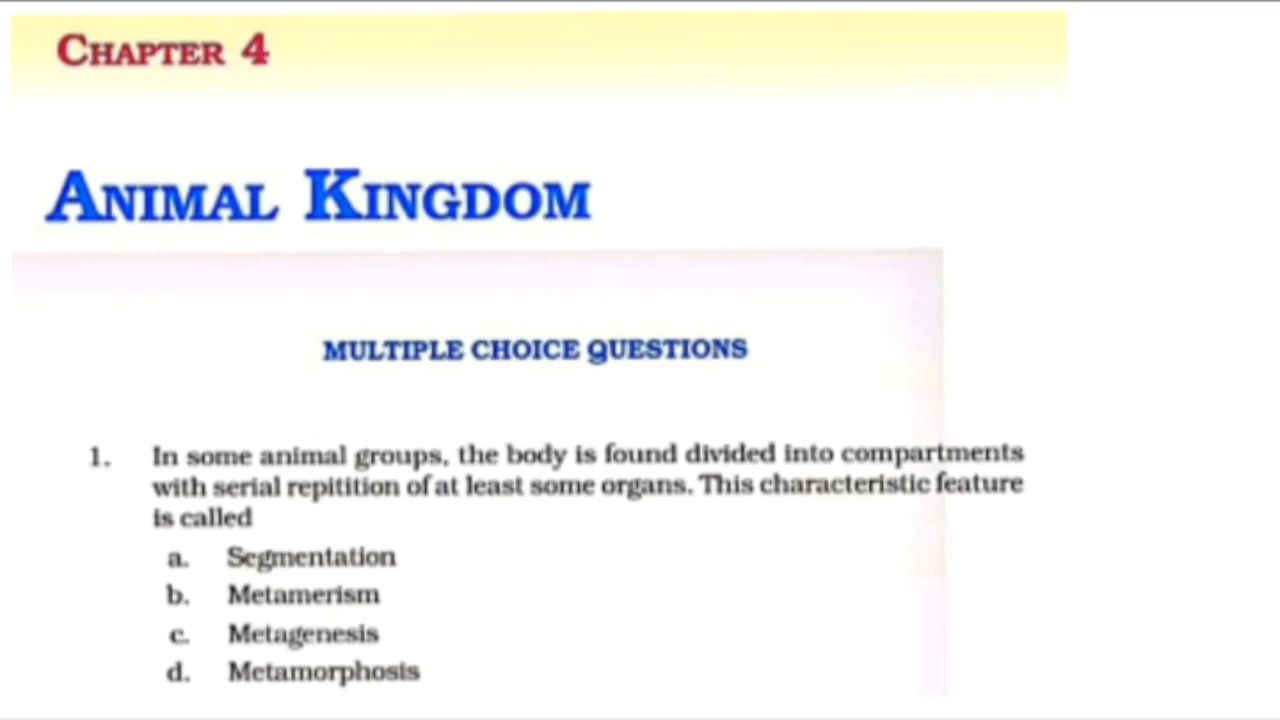 CHAPTER 4
ANIMAL KINGDOM
MULTIPLE CHOICE QUESTIONS
1. In some animal groups, the body is found divided into compartments
with serial repitition of at least some organs. This characteristic feature
is called
a. Segmentation
b. Metamerism
c. Metagenesis
d. Metamorphosis